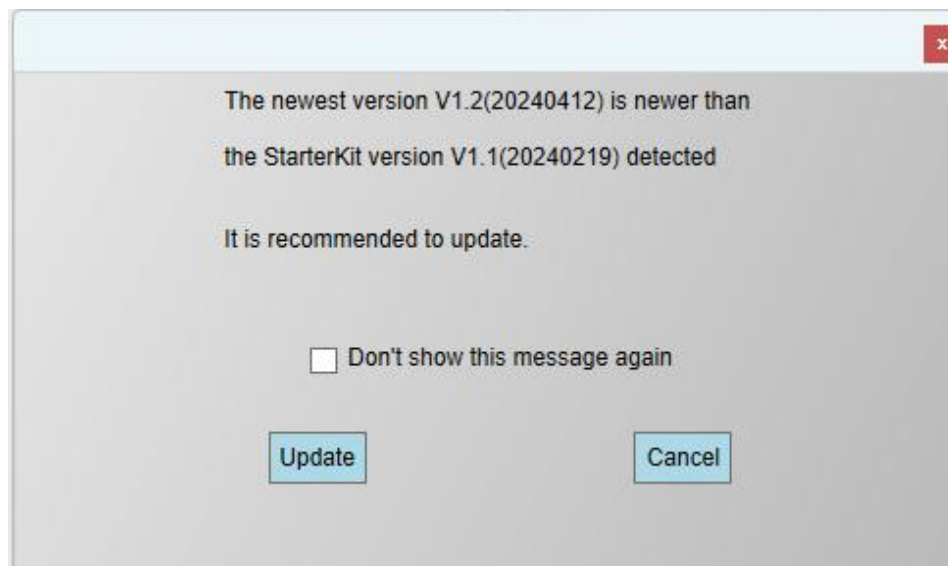 x
The newest version V1.2(20240412) is newer than
the StarterKit version V1.1(20240219) detected
It is recommended to update.
Don't show this message again
Update
Cancel